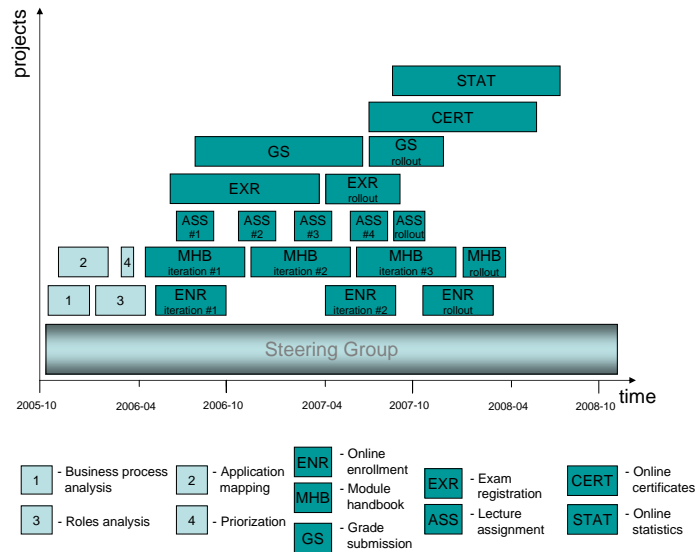 projects
STAT
CERT
GS
GS
rollout
EXR
EXR
rollout
ASS
#1
ASS
#2
ASS
#3
ASS
#4
ASS
rollout
2
4
MHB
iteration #1
MHB
iteration #2
MHB
iteration #3
MHB
rollout
1
3
ENR
iteration #1
ENR
iteration #2
ENR
rollout
Steering Group
time
2005-10
2006-04
2006-10
2007-04
2007-10
2008-04
2008-10
1
- Business process
analysis
2
- Application
mapping
3
- Roles analysis
4
- Priorization
ENR
- Online
enrollment
MHB
- Module
handbook
GS
- Grade
submission
EXR
- Exam
registration
ASS
- Lecture
assignment
CERT
- Online
certificates
STAT
- Online
statistics